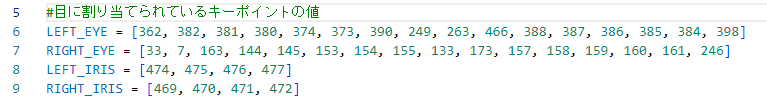 5 #目に割り当てられているキーポイントの値
6 LEFT_EYE = [362, 382, 381, 380, 374, 373, 390, 249, 263, 466, 388, 387, 386, 385, 384, 398]
7 RIGHT_EYE = [33, 7, 163, 144, 145, 153, 154, 155, 133, 173, 157, 158, 159, 160, 161, 246]
8 LEFT_IRIS = [474, 475, 476, 477]
9 RIGHT_IRIS = [469, 470, 471, 472]